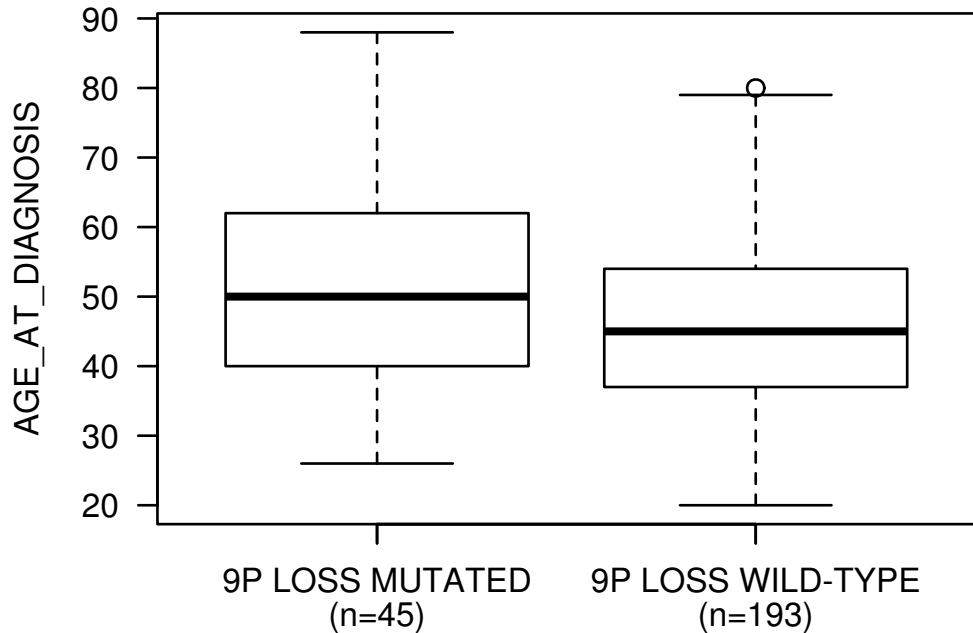 AGE_AT_DIAGNOSIS
90
80
70
60
50
40
30
20
9P LOSS MUTATED
(n=45)
9P LOSS WILD-TYPE
(n=193)